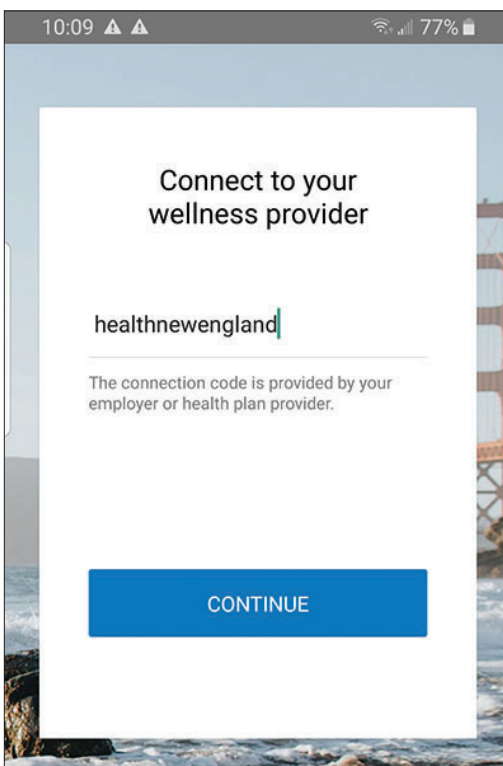 10:09 77%
Connect to your
wellness provider
healthnewengland
The connection code is provided by your
employer or health plan provider.
CONTINUE